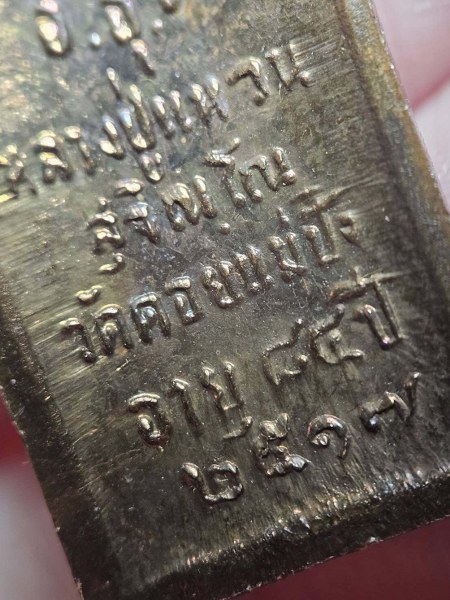 หลวงปู่แหวน
สุจิณฺโณ
วัดดอยแม่ปั๋ง
อายุ ๘๔ ปี
๒๕๑๗